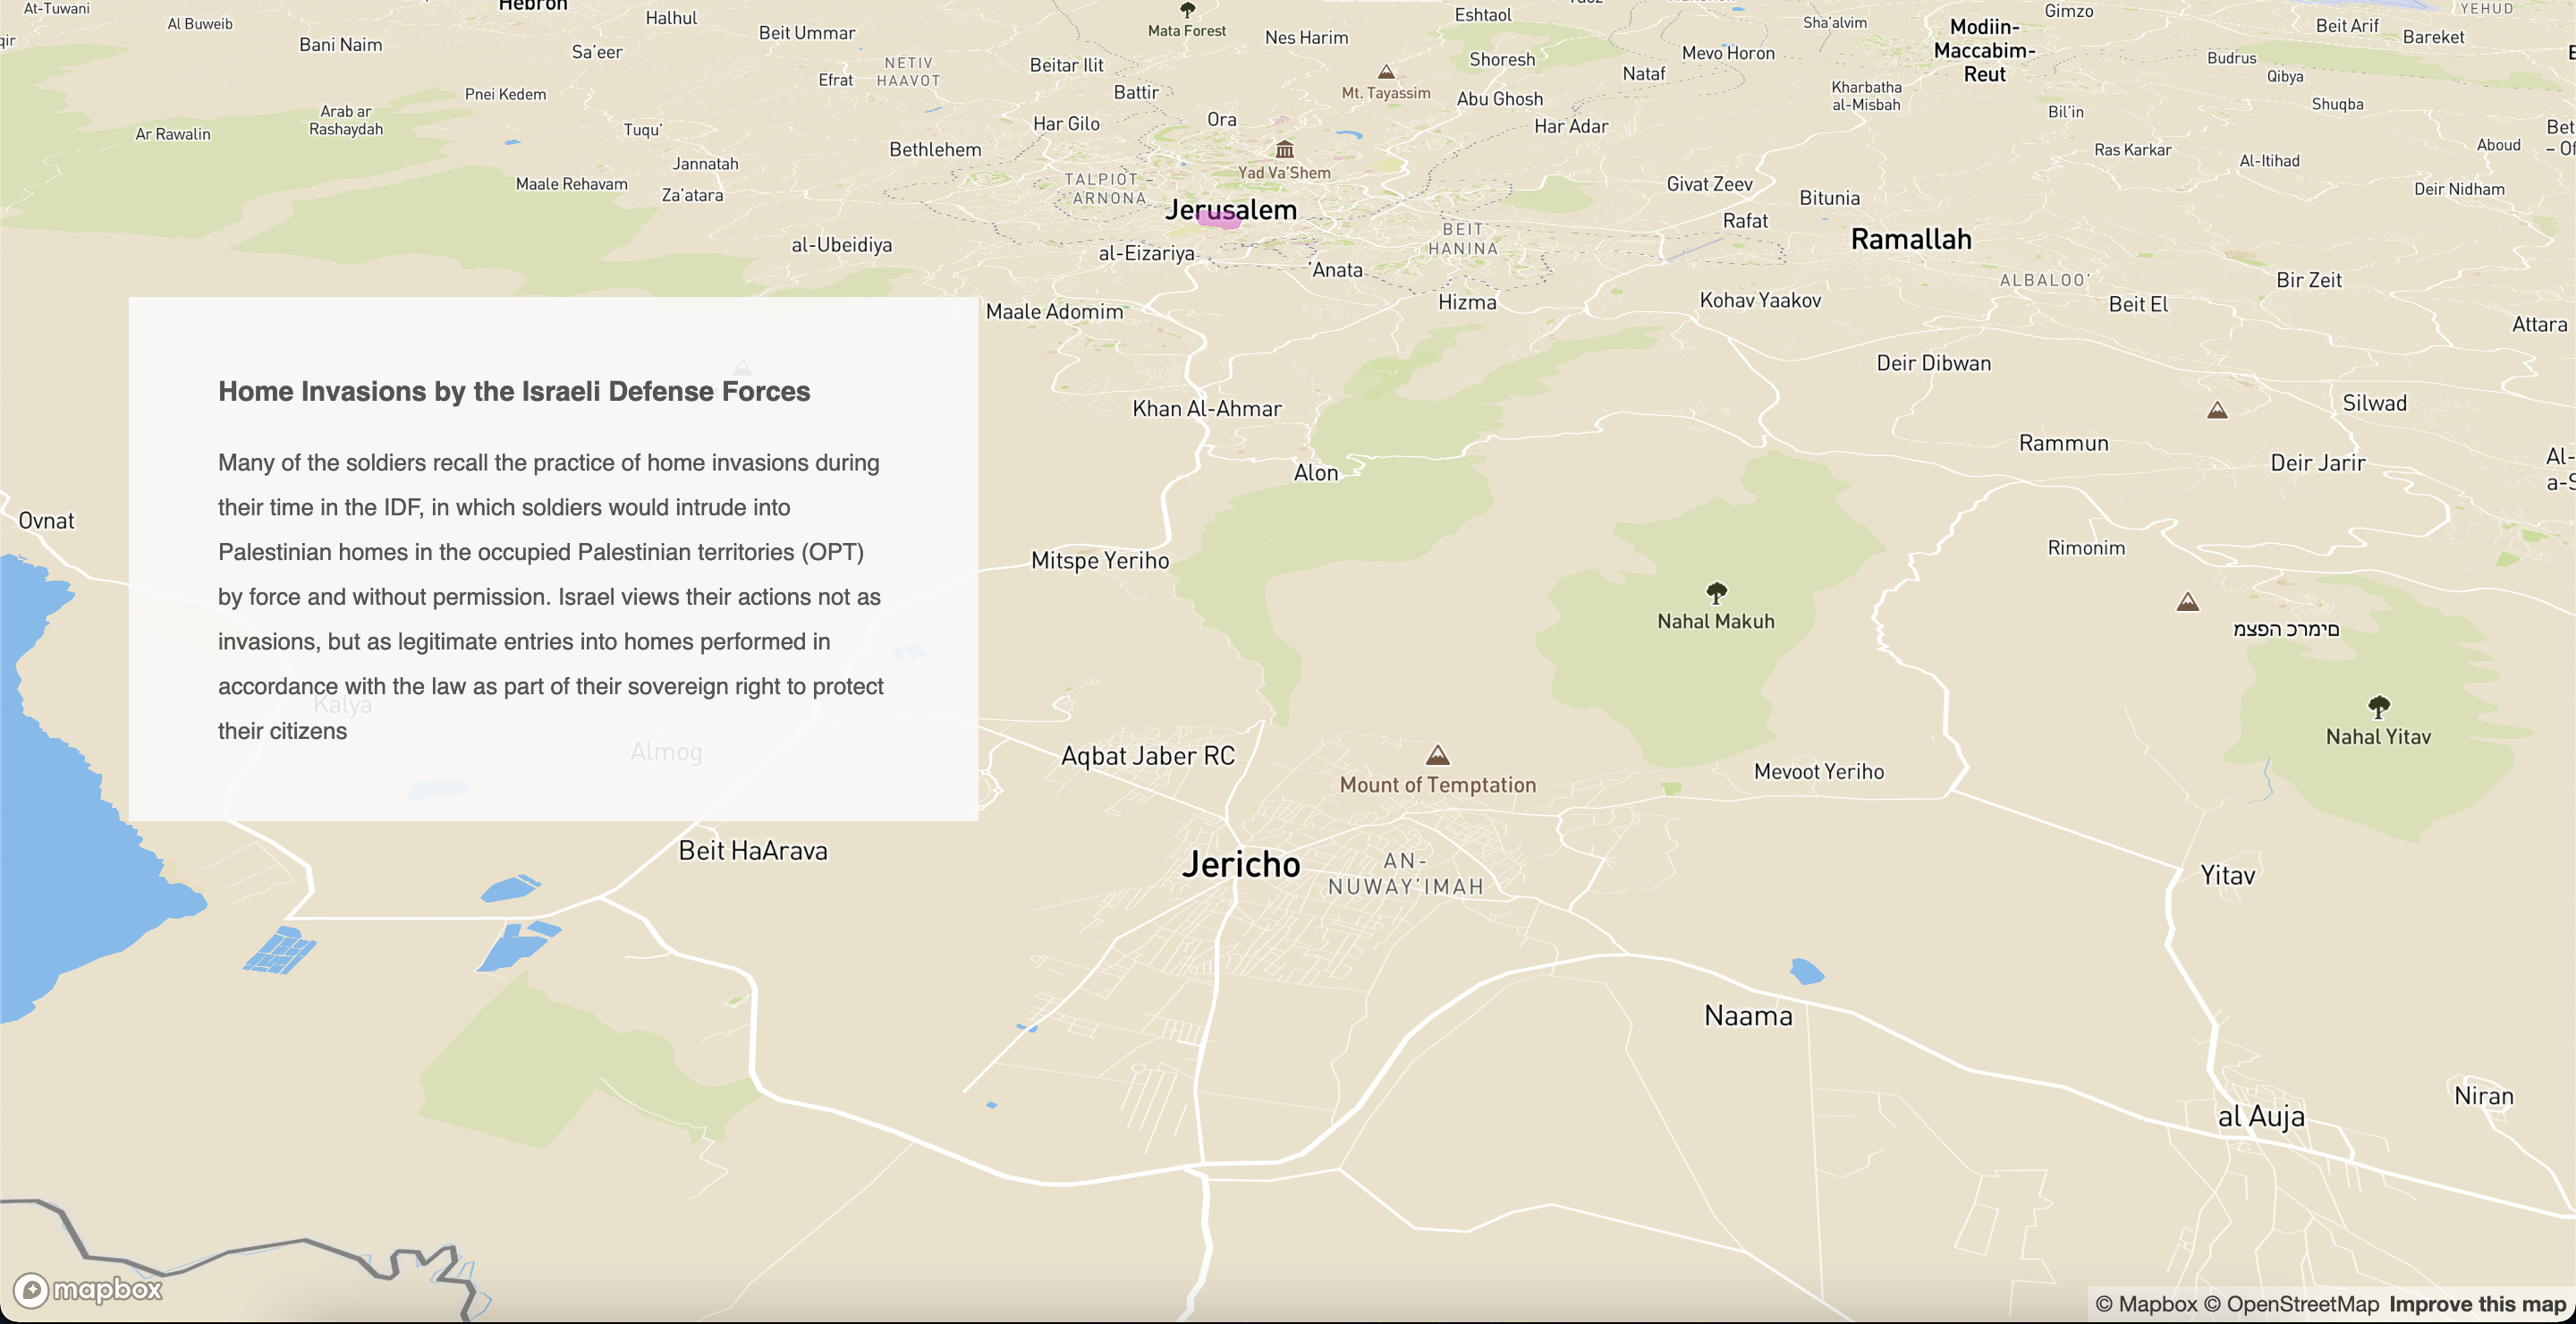 At-Tuwani
Hebron
Al Buweib
Halhul
Bani Naim
Sa'eer
Beit Ummar
Mata Forest
Nes Harim
Eshtaol
Shoresh
Mevo Horon
Sha'alvim
Modiin-
Maccabim-
Reut
Gimzo
YEHUD
Beit Arif
Bareket
NETIV
HAAVOT
Efrat
Beitar Ilit
Battir
Mt. Tayassim
Abu Ghosh
Nataf
Kharbatha
al-Misbah
Budrus
Qibya
Shuqba
Bil'in
Pnei Kedem
Arab ar
Rashaydah
Ar Rawalin
Tuqu'
Har Gilo
Ora
Har Adar
Bethlehem
Jannatah
Yad Va'Shem
Ras Karkar
Al-Itihad
Aboud
Bet
– Of
Maale Rehavam
Za'atara
TALPIOT –
ARNONA
Givat Zeev
Bitunia
Deir Nidham
Jerusalem
Rafat
BEIT
HANINA
Ramallah
al-Ubeidiya
al-Eizariya
'Anata
ALBALOO'
Bir Zeit
Maale Adomim
Hizma
Kohav Yaakov
Beit El
Attara
Deir Dibwan
Home Invasions by the Israeli Defense Forces
Many of the soldiers recall the practice of home invasions during
their time in the IDF, in which soldiers would intrude into
Palestinian homes in the occupied Palestinian territories (OPT)
by force and without permission. Israel views their actions not as
invasions, but as legitimate entries into homes performed in
accordance with the law as part of their sovereign right to protect
their citizens
Kalya
Almog
Khan Al-Ahmar
Silwad
Rammun
Deir Jarir
Al-
a-S
Alon
Ovnat
Mitspe Yeriho
Rimonim
Nahal Makuh
מצפה כרמים
Nahal Yitav
Aqbat Jaber RC
Mount of Temptation
Mevoot Yeriho
Beit HaArava
Jericho
AN-
NUWAY'IMAH
Yitav
Naama
Niran
al Auja
mapbox
© Mapbox © OpenStreetMap Improve this map